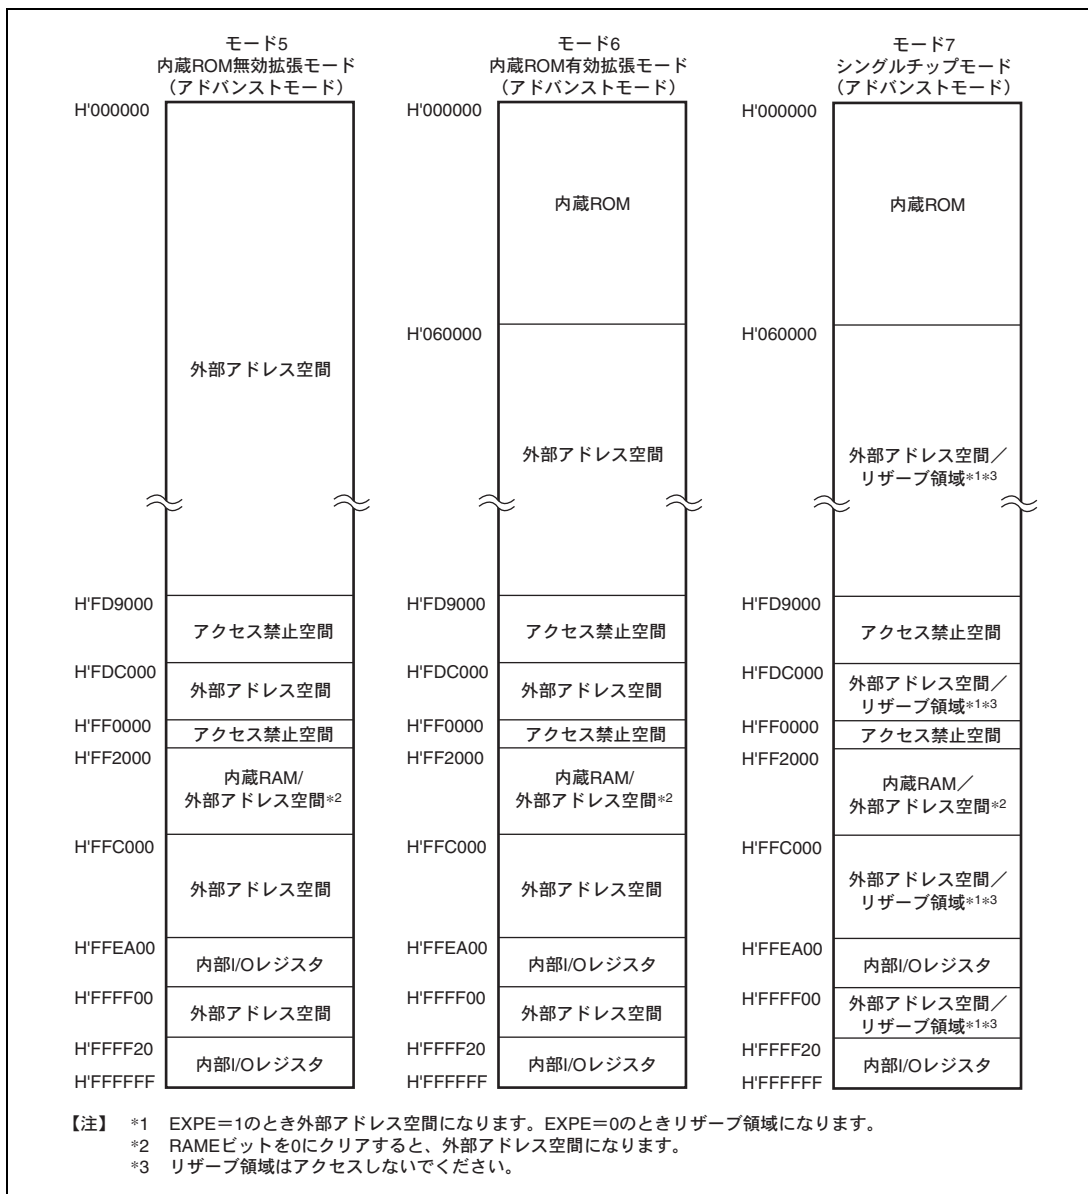 モード5
内蔵ROM無効拡張モード
（アドバンストモード）
H'000000
外部アドレス空間
H'FD9000
アクセス禁止空間
H'FDC000
外部アドレス空間
H'FF0000
アクセス禁止空間
H'FF2000
内蔵RAM/
外部アドレス空間*2
H'FFC000
外部アドレス空間
H'FFEA00
内部I/Oレジスタ
H'FFFF00
外部アドレス空間
H'FFFF20
内部I/Oレジスタ
H'FFFFFF
モード6
内蔵ROM有効拡張モード
（アドバンストモード）
H'000000
内蔵ROM
H'060000
外部アドレス空間
H'FD9000
アクセス禁止空間
H'FDC000
外部アドレス空間
H'FF0000
アクセス禁止空間
H'FF2000
内蔵RAM/
外部アドレス空間*2
H'FFC000
外部アドレス空間
H'FFEA00
内部I/Oレジスタ
H'FFFF00
外部アドレス空間
H'FFFF20
内部I/Oレジスタ
H'FFFFFF
モード7
シングルチップモード
（アドバンストモード）
H'000000
内蔵ROM
H'060000
外部アドレス空間／
リザーブ領域*1*3
H'FD9000
アクセス禁止空間
H'FDC000
外部アドレス空間／
リザーブ領域*1*3
H'FF0000
アクセス禁止空間
H'FF2000
内蔵RAM／
外部アドレス空間*2
H'FFC000
外部アドレス空間／
リザーブ領域*1*3
H'FFEA00
内部I/Oレジスタ
H'FFFF00
外部アドレス空間／
リザーブ領域*1*3
H'FFFF20
内部I/Oレジスタ
H'FFFFFF
【注】 *1 EXPE＝1のとき外部アドレス空間になります。EXPE＝0のときリザーブ領域になります。
*2 RAMEビットを0にクリアすると、外部アドレス空間になります。
*3 リザーブ領域はアクセスしないでください。